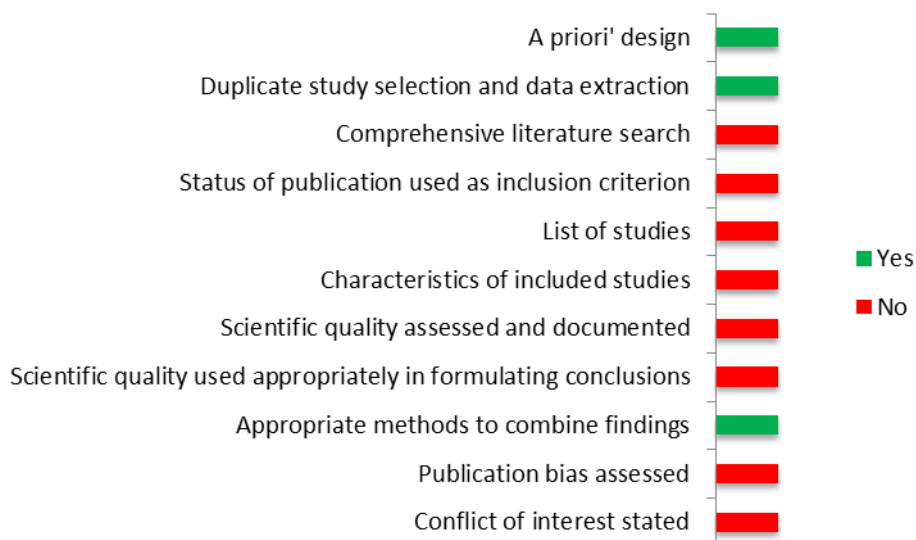 A priori' design
Duplicate study selection and data extraction
Comprehensive literature search
Status of publication used as inclusion criterion
List of studies
Characteristics of included studies
Scientific quality assessed and documented
Scientific quality used appropriately in formulating conclusions
Appropriate methods to combine findings
Publication bias assessed
Conflict of interest stated
Yes
No